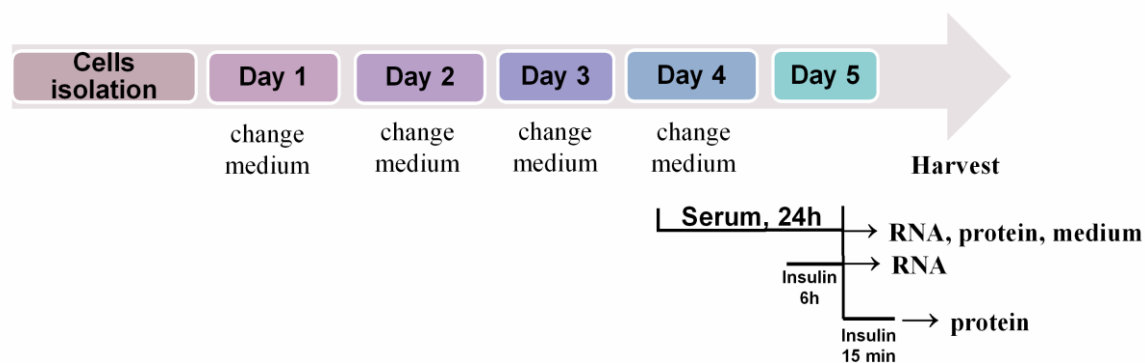 Cells
isolation
Day 1
Day 2
Day 3
Day 4
Day 5
change
medium
change
medium
change
medium
change
medium
Harvest
Serum, 24h
RNA, protein, medium
Insulin
6h
RNA
Insulin
15 min
protein